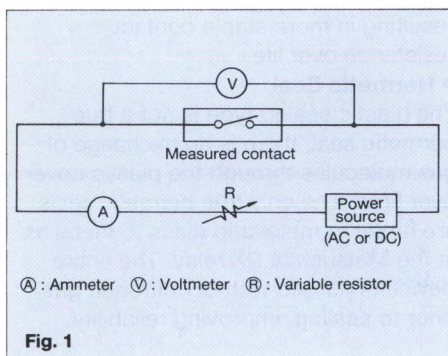 V
Measured contact
R
A
Power
source
(AC or DC)
Ⓐ : Ammeter Ⓥ : Voltmeter Ⓡ : Variable resistor
Fig. 1